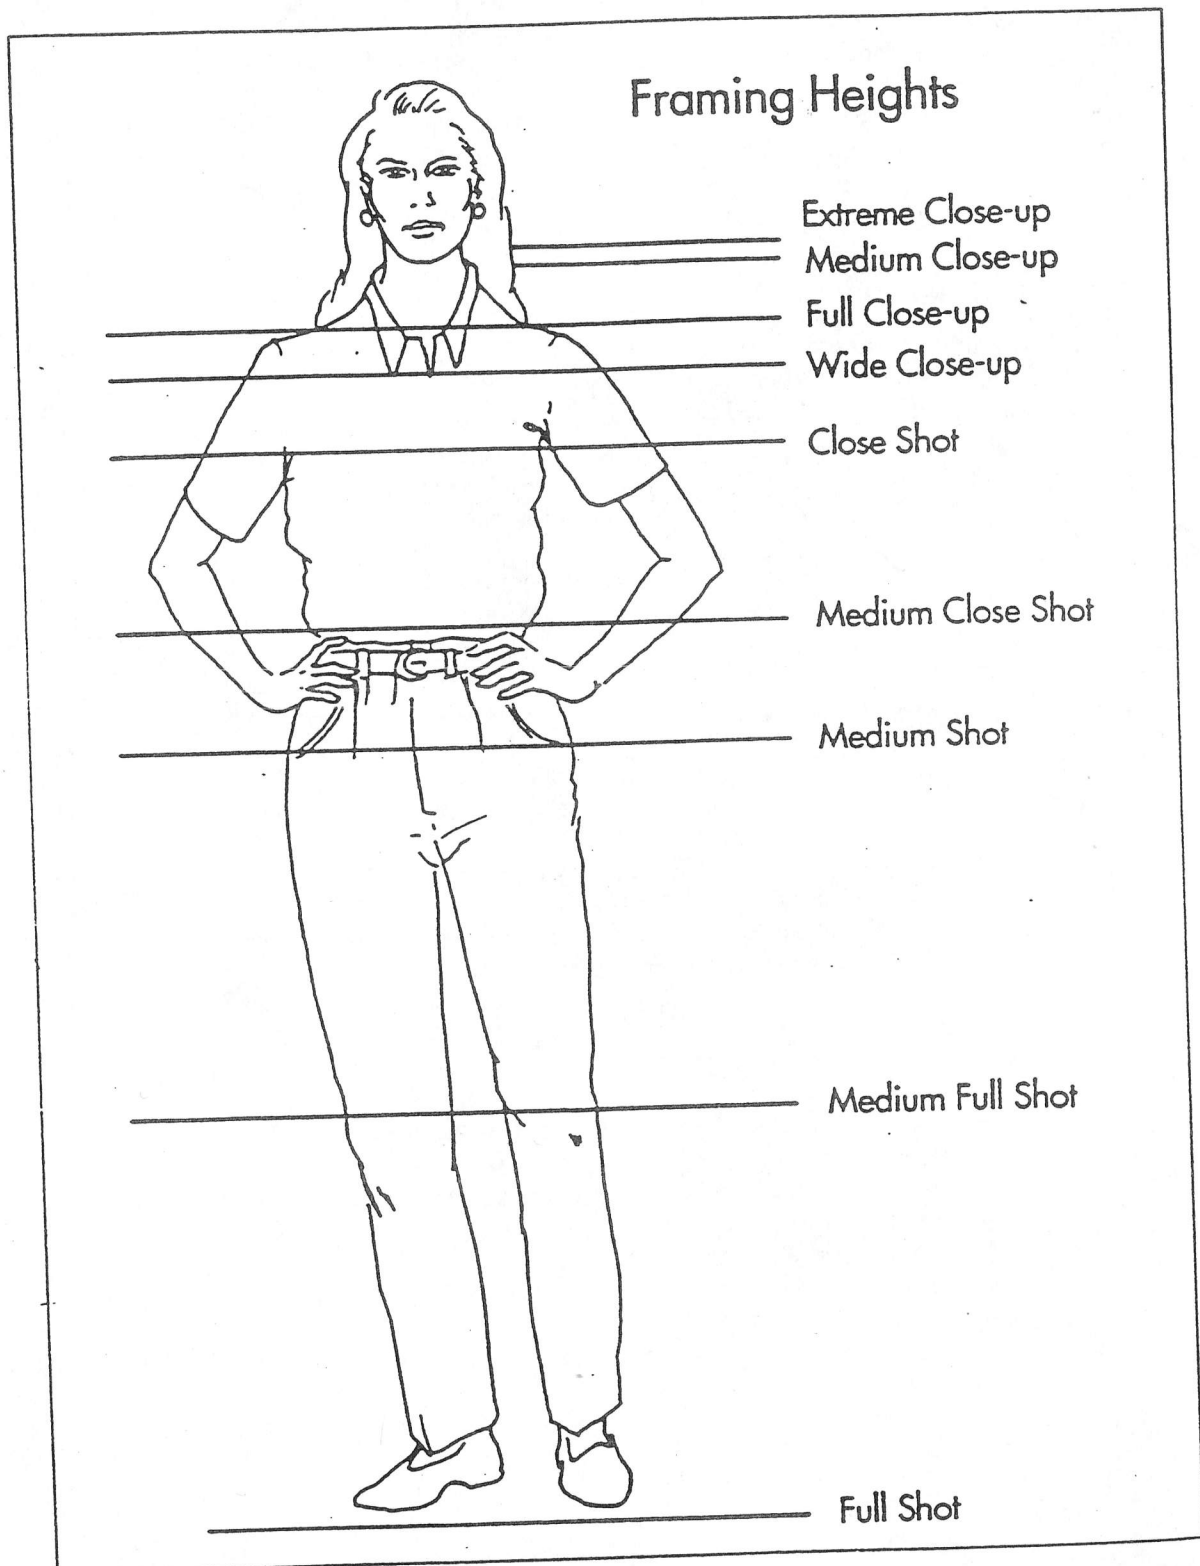 Framing Heights
Extreme Close-up
Medium Close-up
Full Close-up
Wide Close-up
Close Shot
Medium Close Shot
Medium Shot
Medium Full Shot
Full Shot